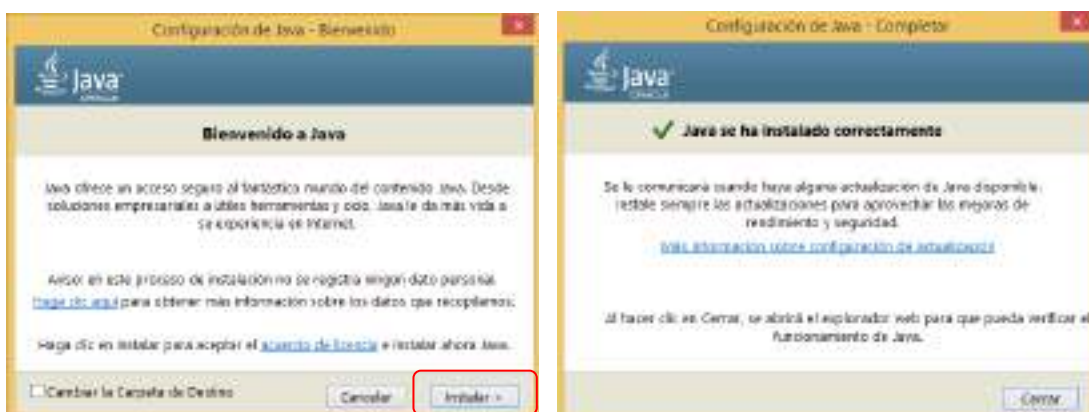 Configuración de Java - Bienvenido
Java
ORACLE
Bienvenido a Java
Java ofrece un acceso seguro al fantástico mundo del contenido Java. Desde
soluciones empresariales a útiles herramientas y ocio, Java le da más vida a
su experiencia en Internet.
Aviso: en este proceso de instalación no se registra ningún dato personal.
Haga clic aquí para obtener más información sobre los datos que recopilamos.
Haga clic en Instalar para aceptar el acuerdo de licencia e instalar ahora Java.
Cambiar la Carpeta de Destino
Cancelar
Instalar >
Configuración de Java - Completar
Java
ORACLE
Java se ha instalado correctamente
Se le comunicará cuando haya alguna actualización de Java disponible.
Instale siempre las actualizaciones para aprovechar las mejoras de
rendimiento y seguridad.
Más información sobre configuración de actualización
Al hacer clic en Cerrar, se abrirá el explorador web para que pueda verificar el
funcionamiento de Java.
Cerrar